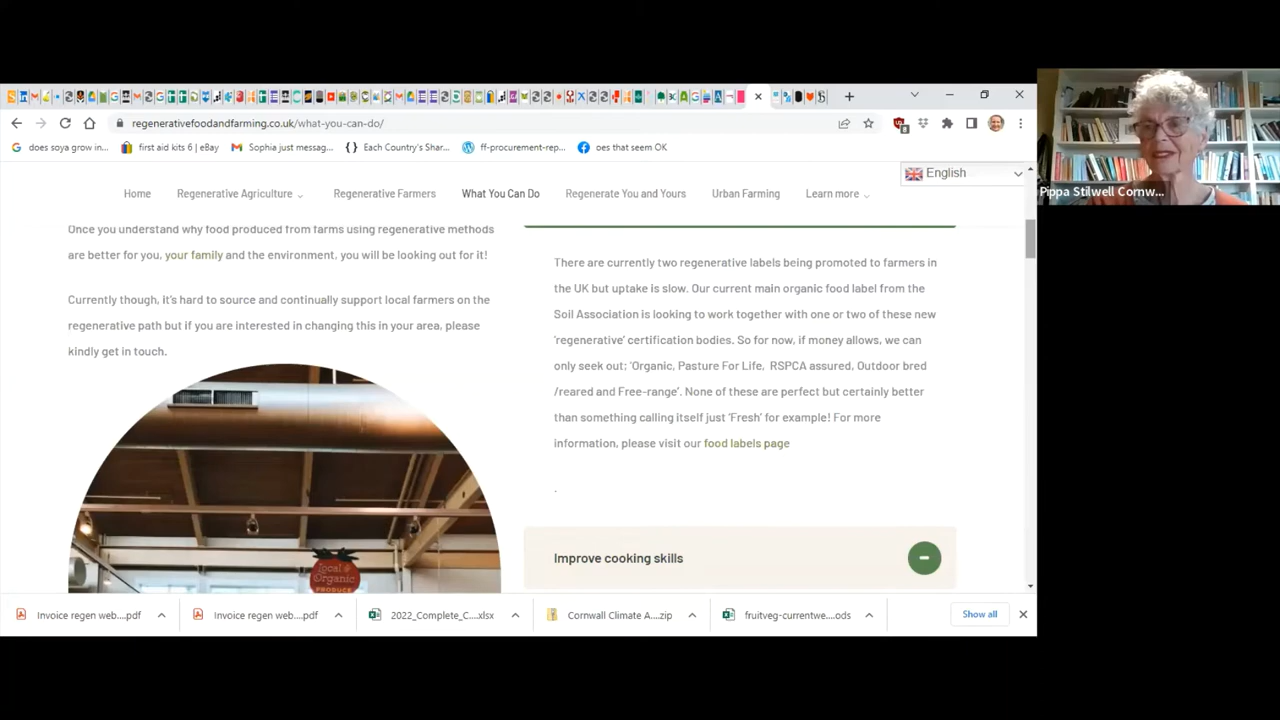 regenerativefoodandfarming.co.uk/what-you-can-do/
does soya grow in...
first aid kits 6 | eBay
Sophia just messag...
Each Country's Shar...
ff-procurement-rep...
oes that seem OK
English
Home
Regenerative Agriculture
Regenerative Farmers
What You Can Do
Regenerate You and Yours
Urban Farming
Learn more
Once you understand why food produced from farms using regenerative methods
are better for you, your family and the environment, you will be looking out for it!
Currently though, it's hard to source and continually support local farmers on the
regenerative path but if you are interested in changing this in your area, please
kindly get in touch.
Local &
Organic
PRODUCE
There are currently two regenerative labels being promoted to farmers in
the UK but uptake is slow. Our current main organic food label from the
Soil Association is looking to work together with one or two of these new
'regenerative' certification bodies. So for now, if money allows, we can
only seek out; 'Organic, Pasture For Life, RSPCA assured, Outdoor bred
/reared and Free-range'. None of these are perfect but certainly better
than something calling itself just 'Fresh' for example! For more
information, please visit our food labels page
.
Improve cooking skills
Invoice regen web....pdf
Invoice regen web....pdf
2022_Complete_C....xlsx
Cornwall Climate A....zip
fruitveg-currentwe....ods
Show all
Pippa Stilwell Cornw...